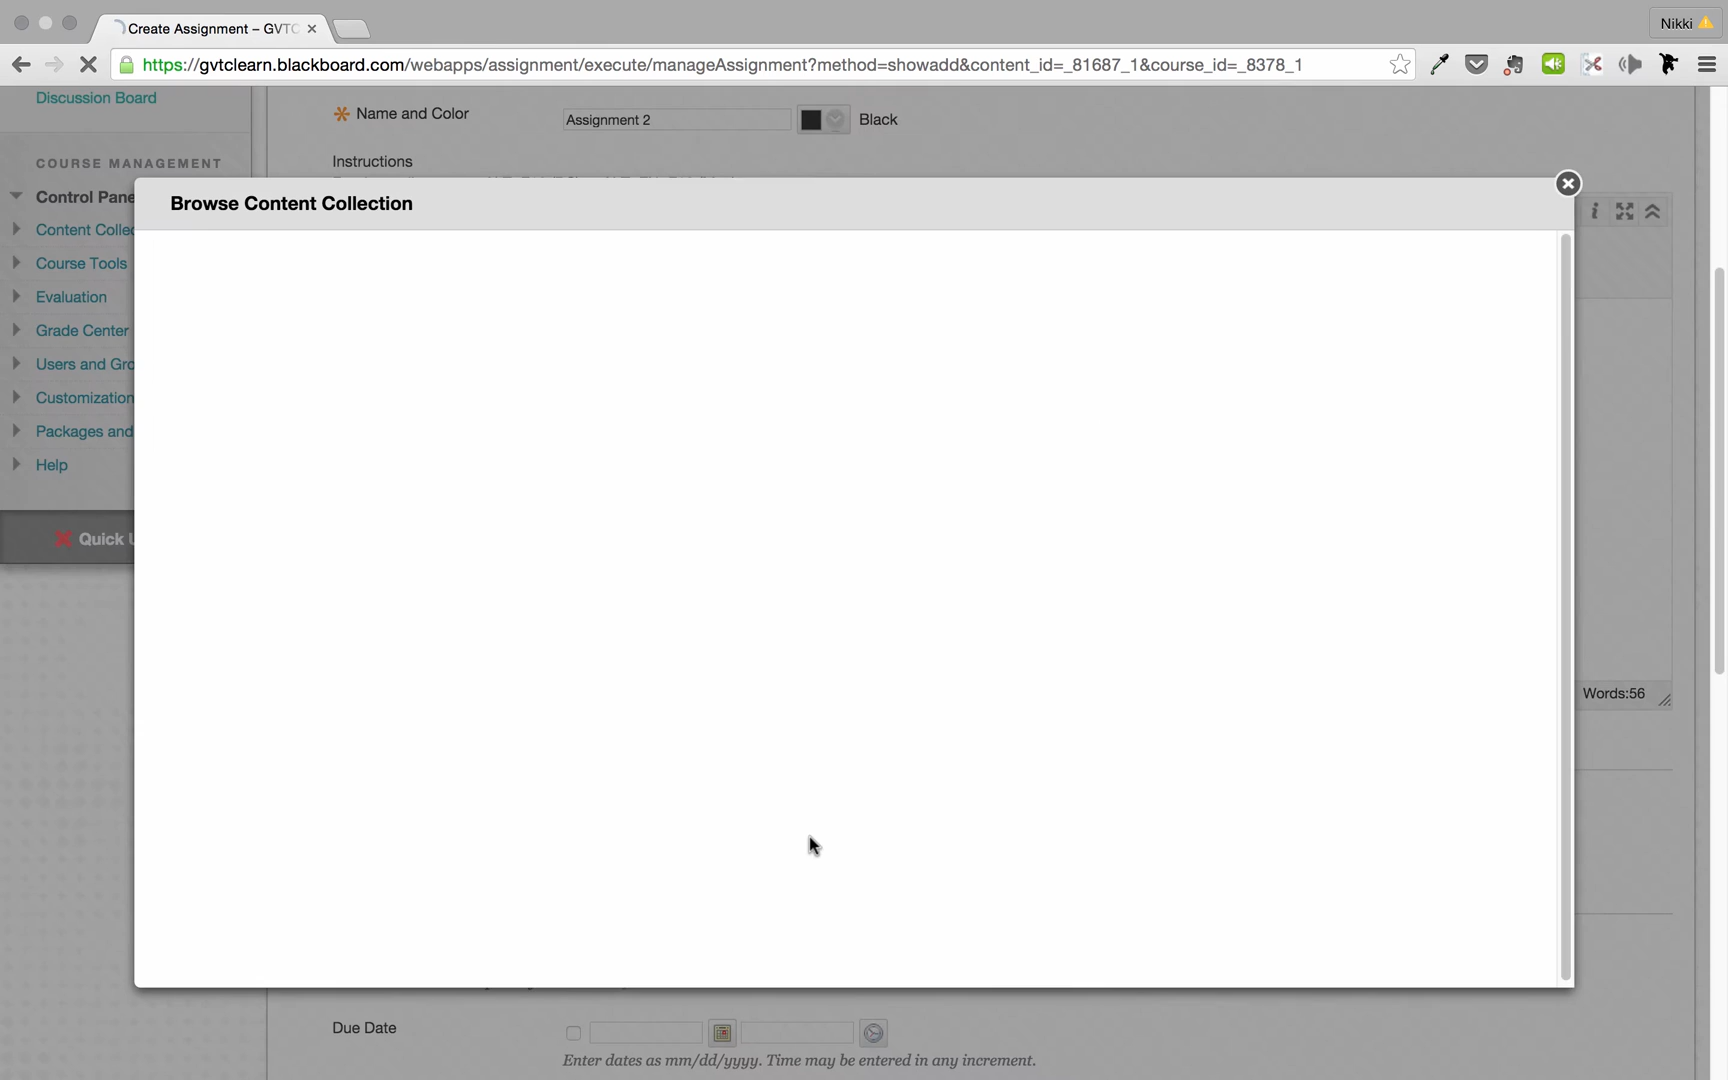 Create Assignment – GVTC
Nikki
https://gvtclearn.blackboard.com/webapps/assignment/execute/manageAssignment?method=showadd&content_id=_81687_1&course_id=_8378_1
Discussion Board
Name and Color
Assignment 2
Black
COURSE MANAGEMENT
Instructions
Control Pane
Browse Content Collection
Content Collec
Course Tools
Evaluation
Grade Center
Users and Gro
Customization
Packages and
Help
Quick U
Words:56
Due Date
Enter dates as mm/dd/yyyy. Time may be entered in any increment.